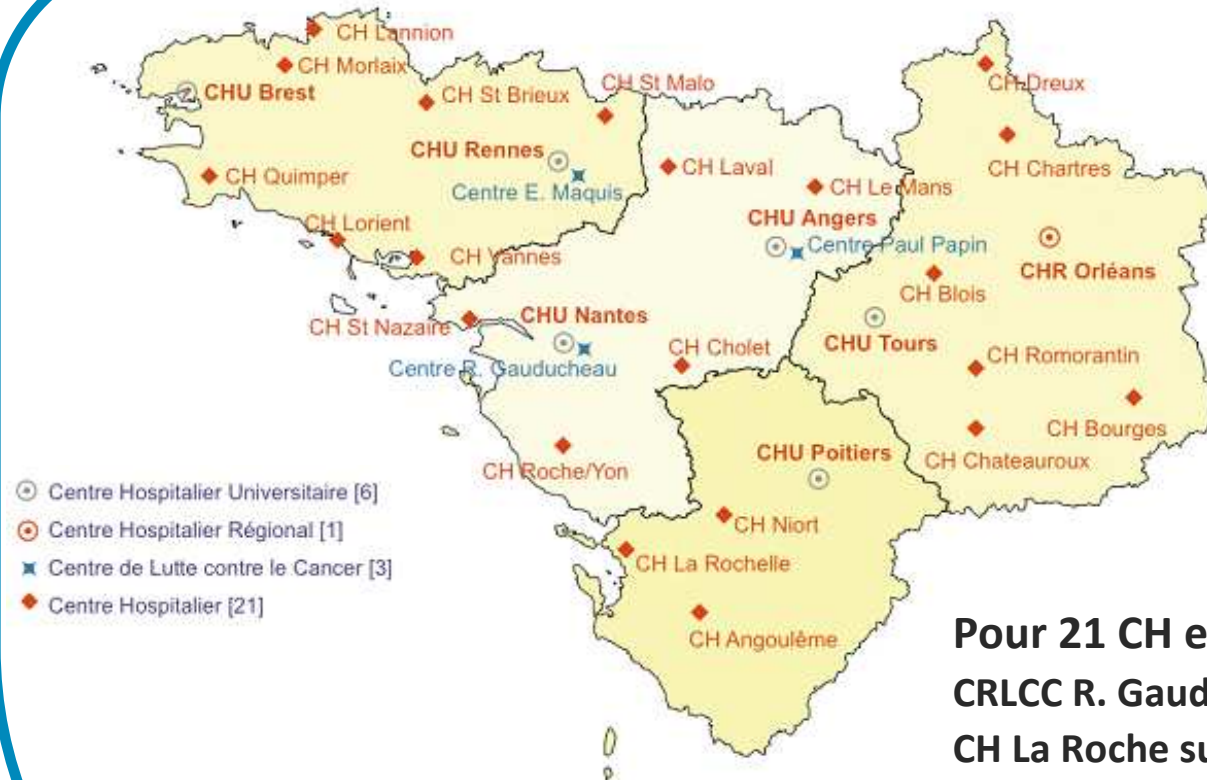 CH Lannion
CH Morlaix
CHU Brest
CH St Brieux
CH St Malo
CHU Rennes
Centre E. Maquis
CH Quimper
CH Lorient
CH Vannes
CH Laval
CH Le Mans
CHU Angers
Centre Paul Papin
CH Dreux
CH Chartres
CHR Orléans
CH Blois
CHU Tours
CH Romorantin
CH Bourges
CH Chateauroux
CH St Nazaire
CHU Nantes
Centre R. Gauducheau
CH Cholet
CH Roche/Yon
CHU Poitiers
CH Niort
CH La Rochelle
CH Angoulême
Centre Hospitalier Universitaire [6]
Centre Hospitalier Régional [1]
Centre de Lutte contre le Cancer [3]
Centre Hospitalier [21]
Pour 21 CH e
CRLCC R. Gaud
CH La Roche su